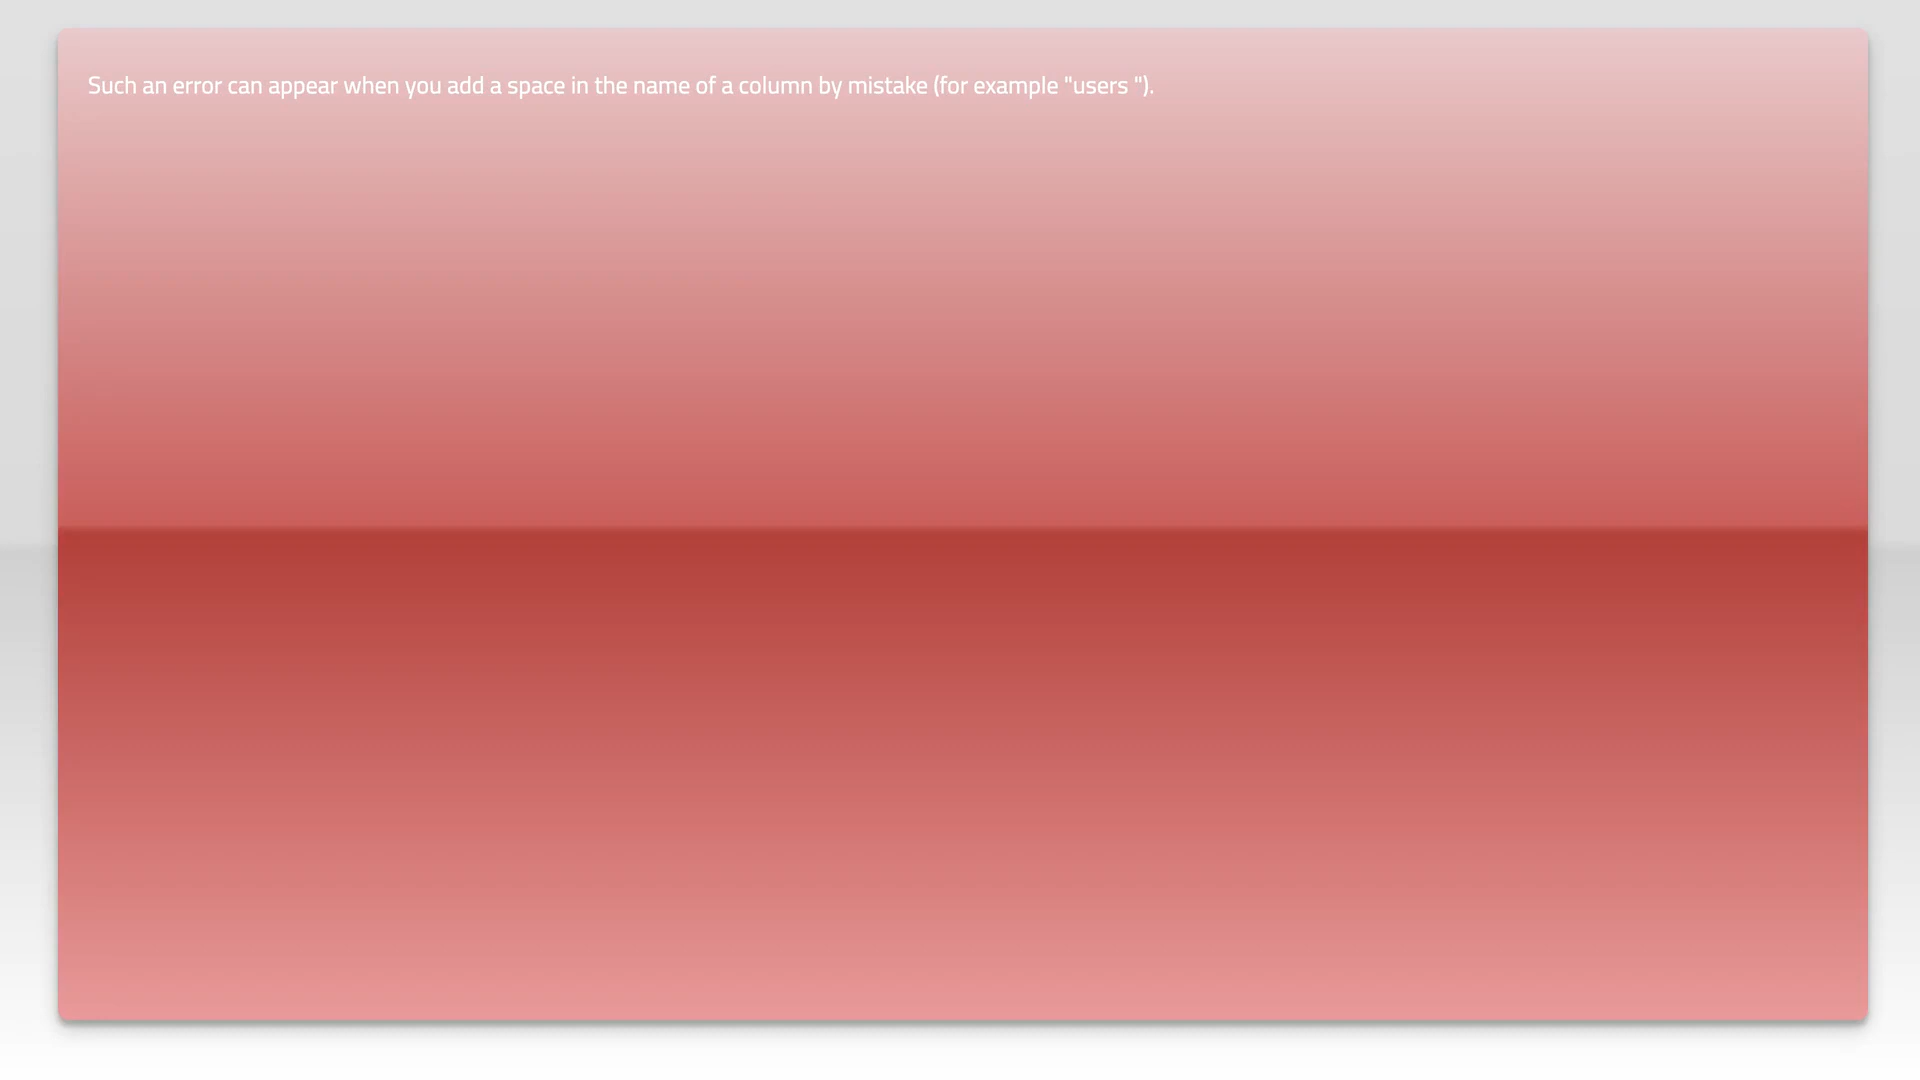 Such an error can appear when you add a space in the name of a column by mistake (for example "users ").